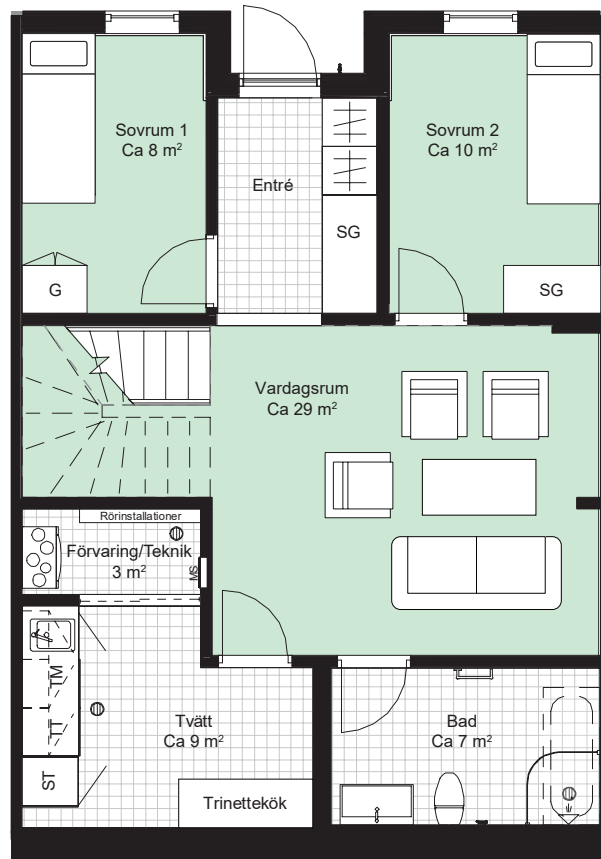 Sovrum 1
Ca 8 m²
Sovrum 2
Ca 10 m²
Entré
SG
G
SG
Vardagsrum
Ca 29 m²
Rörinstallationer
Förvaring/Teknik
3 m²
MS
TM
TT
ST
Tvätt
Ca 9 m²
Trinettekök
Bad
Ca 7 m²